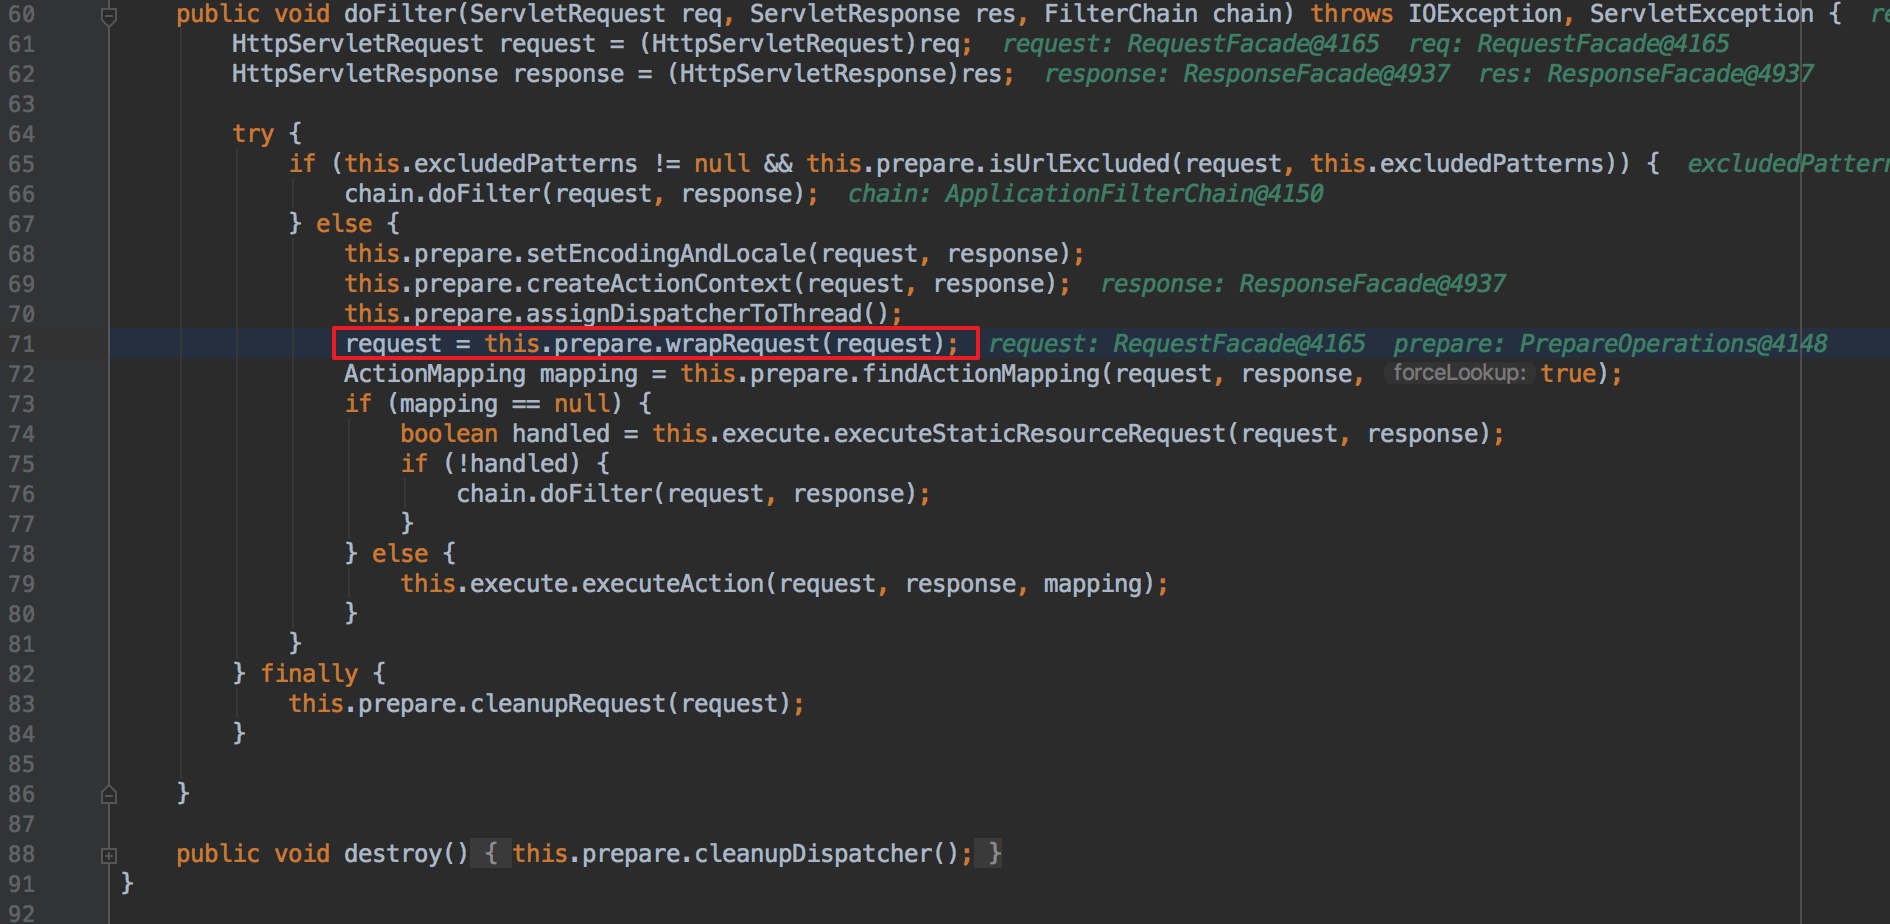 60 public void doFilter(ServletRequest req, ServletResponse res, FilterChain chain) throws IOException, ServletException { re
61 HttpServletRequest request = (HttpServletRequest)req; request: RequestFacade@4165 req: RequestFacade@4165
62 HttpServletResponse response = (HttpServletResponse)res; response: ResponseFacade@4937 res: ResponseFacade@4937
63
64 try {
65 if (this.excludedPatterns != null && this.prepare.isUrlExcluded(request, this.excludedPatterns)) { excludedPattern
66 chain.doFilter(request, response); chain: ApplicationFilterChain@4150
67 } else {
68 this.prepare.setEncodingAndLocale(request, response);
69 this.prepare.createActionContext(request, response); response: ResponseFacade@4937
70 this.prepare.assignDispatcherToThread();
71 request = this.prepare.wrapRequest(request); request: RequestFacade@4165 prepare: PrepareOperations@4148
72 ActionMapping mapping = this.prepare.findActionMapping(request, response, forceLookup: true);
73 if (mapping == null) {
74 boolean handled = this.execute.executeStaticResourceRequest(request, response);
75 if (!handled) {
76 chain.doFilter(request, response);
77 }
78 } else {
79 this.execute.executeAction(request, response, mapping);
80 }
81 }
82 } finally {
83 this.prepare.cleanupRequest(request);
84 }
85
86 }
87
88 public void destroy() { this.prepare.cleanupDispatcher(); }
91 }
92